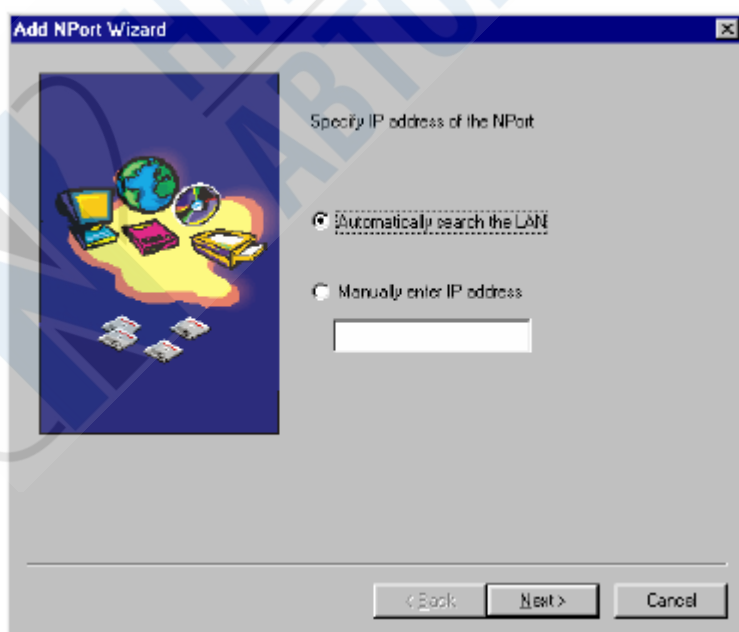 Add NPort Wizard
Specify IP address of the NPort
Automatically search the LAN
Manually enter IP address
< Back
Next >
Cancel